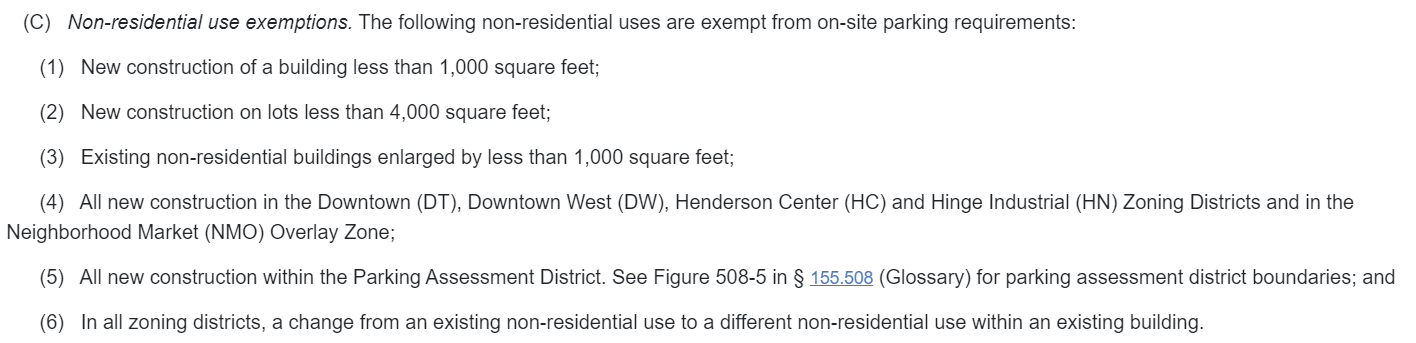 (C) Non-residential use exemptions. The following non-residential uses are exempt from on-site parking requirements:
(1) New construction of a building less than 1,000 square feet;
(2) New construction on lots less than 4,000 square feet;
(3) Existing non-residential buildings enlarged by less than 1,000 square feet;
(4) All new construction in the Downtown (DT), Downtown West (DW), Henderson Center (HC) and Hinge Industrial (HN) Zoning Districts and in the
Neighborhood Market (NMO) Overlay Zone;
(5) All new construction within the Parking Assessment District. See Figure 508-5 in § 155.508 (Glossary) for parking assessment district boundaries; and
(6) In all zoning districts, a change from an existing non-residential use to a different non-residential use within an existing building.